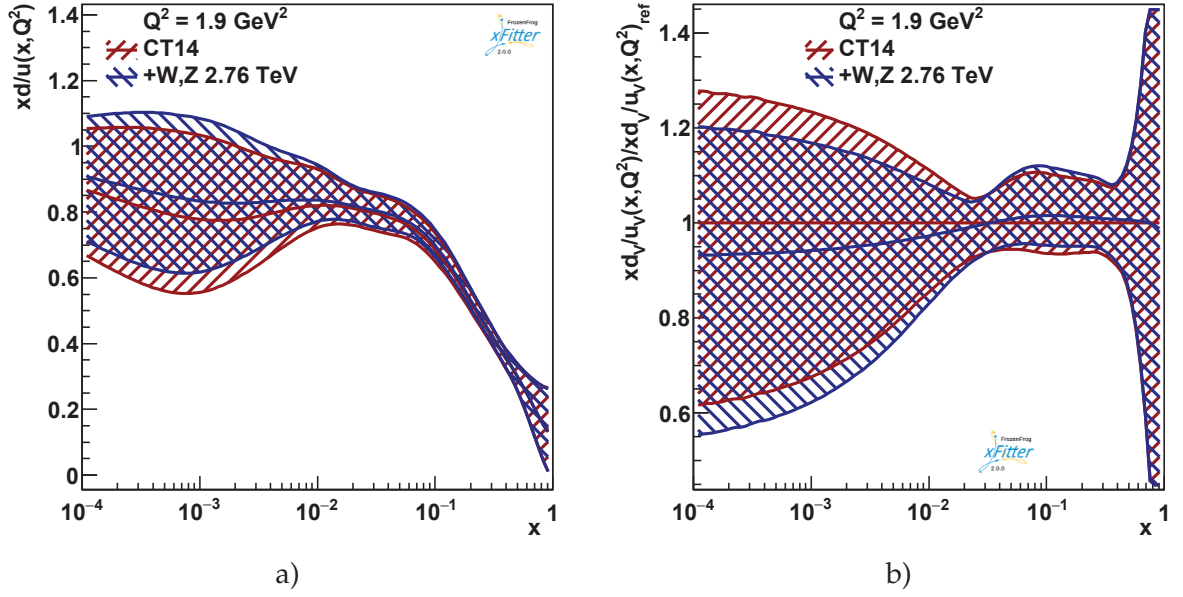 xd/u(x,Q²)
1.4
1.2
1
0.8
0.6
0.4
0.2
0
Q² = 1.9 GeV²
CT14
+W,Z 2.76 TeV
FrozenFrog
xFitter
2.0.0
10⁻⁴ 10⁻³ 10⁻² 10⁻¹ 1
x
a)
xd_V/u_V(x,Q²)/xd_V/u_V(x,Q²)_ref
1.4
1.2
1
0.8
0.6
Q² = 1.9 GeV²
CT14
+W,Z 2.76 TeV
FrozenFrog
xFitter
2.0.0
10⁻⁴ 10⁻³ 10⁻² 10⁻¹ 1
x
b)